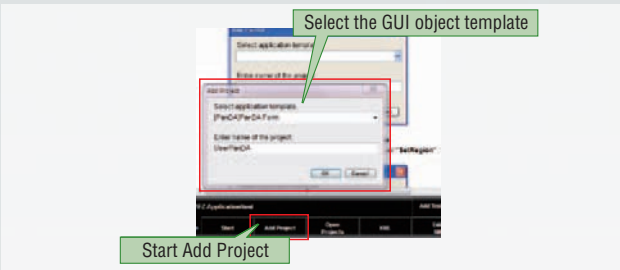 Select the GUI object template
Select application template
Enter name of the
Add Project
Select application template:
[PanDA]PanDA Form
Enter name of the project:
UserPanDA
OK Cancel
"SetRegion"
Start Add Project Open Projects
Start Add Project